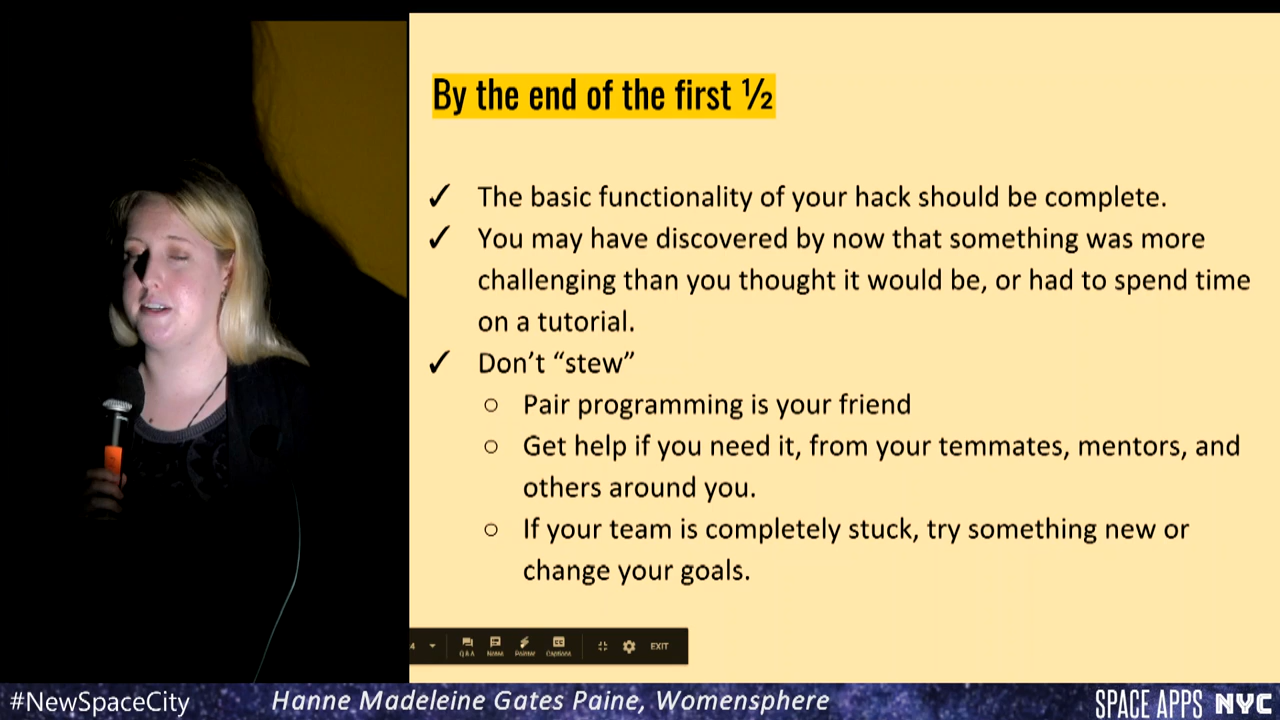 By the end of the first ½
✓ The basic functionality of your hack should be complete.
✓ You may have discovered by now that something was more
challenging than you thought it would be, or had to spend time
on a tutorial.
✓ Don't “stew”
○ Pair programming is your friend
○ Get help if you need it, from your temmates, mentors, and
others around you.
○ If your team is completely stuck, try something new or
change your goals.
4 Q & A Notes Pointer Captions EXIT
#NewSpaceCity Hanne Madeleine Gates Paine, Womensphere SPACE APPS NYC